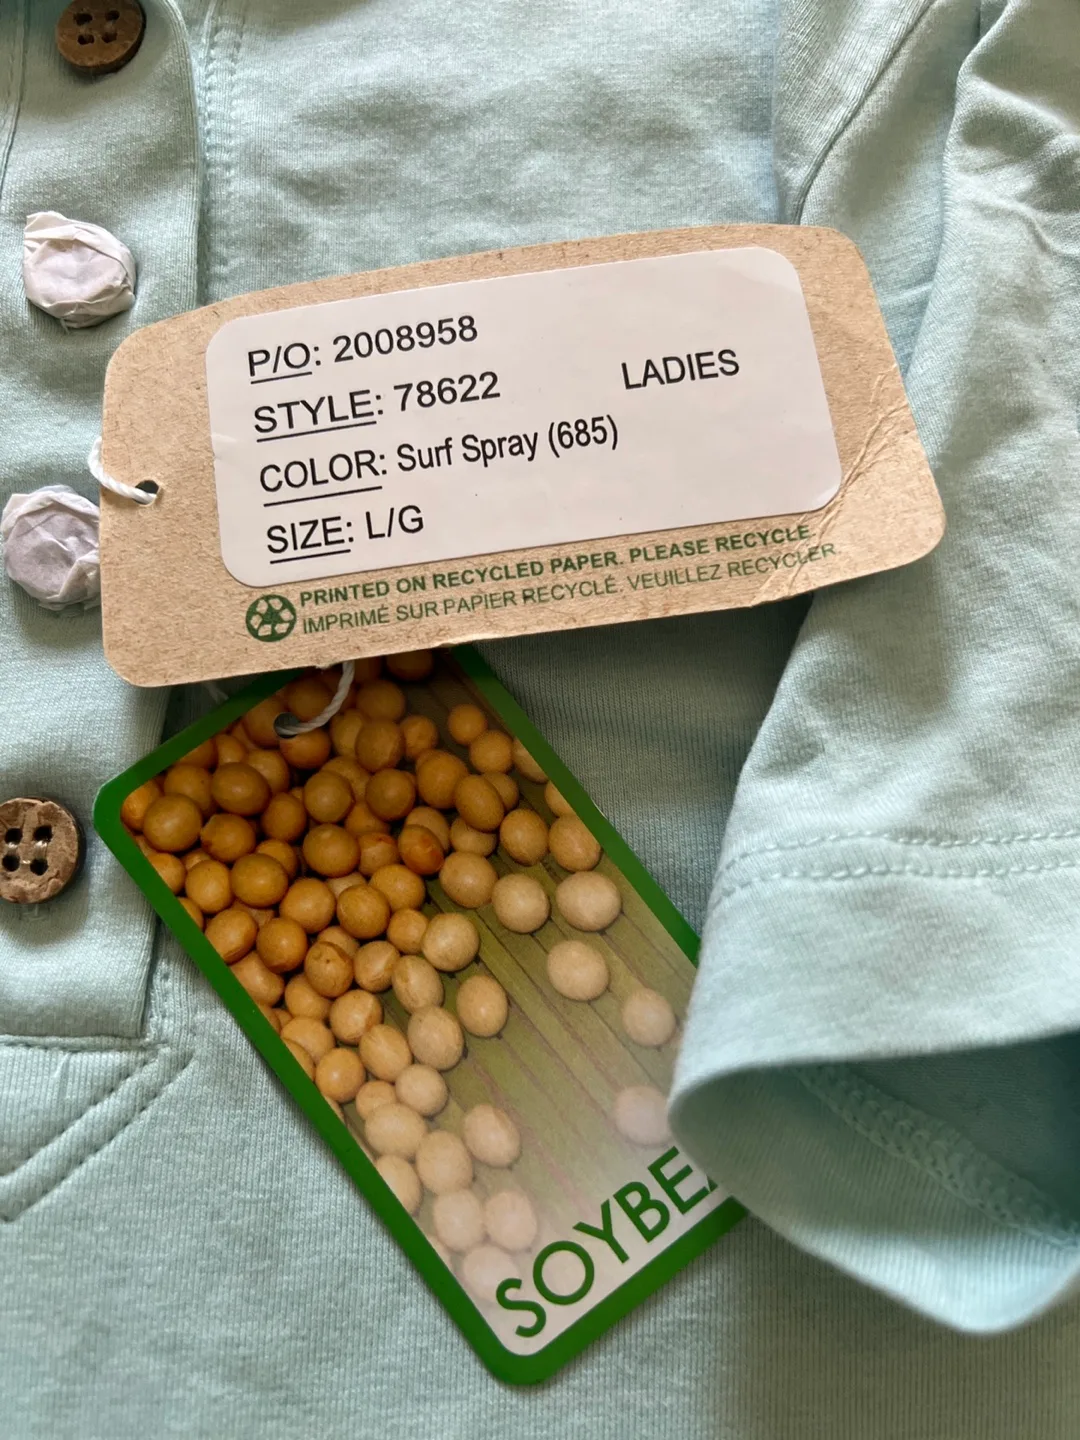 P/O: 2008958
STYLE: 78622
LADIES
COLOR: Surf Spray (685)
SIZE: L/G
PRINTED ON RECYCLED PAPER. PLEASE RECYCLE.
IMPRIMÉ SUR PAPIER RECYCLÉ. VEUILLEZ RECYCLER.